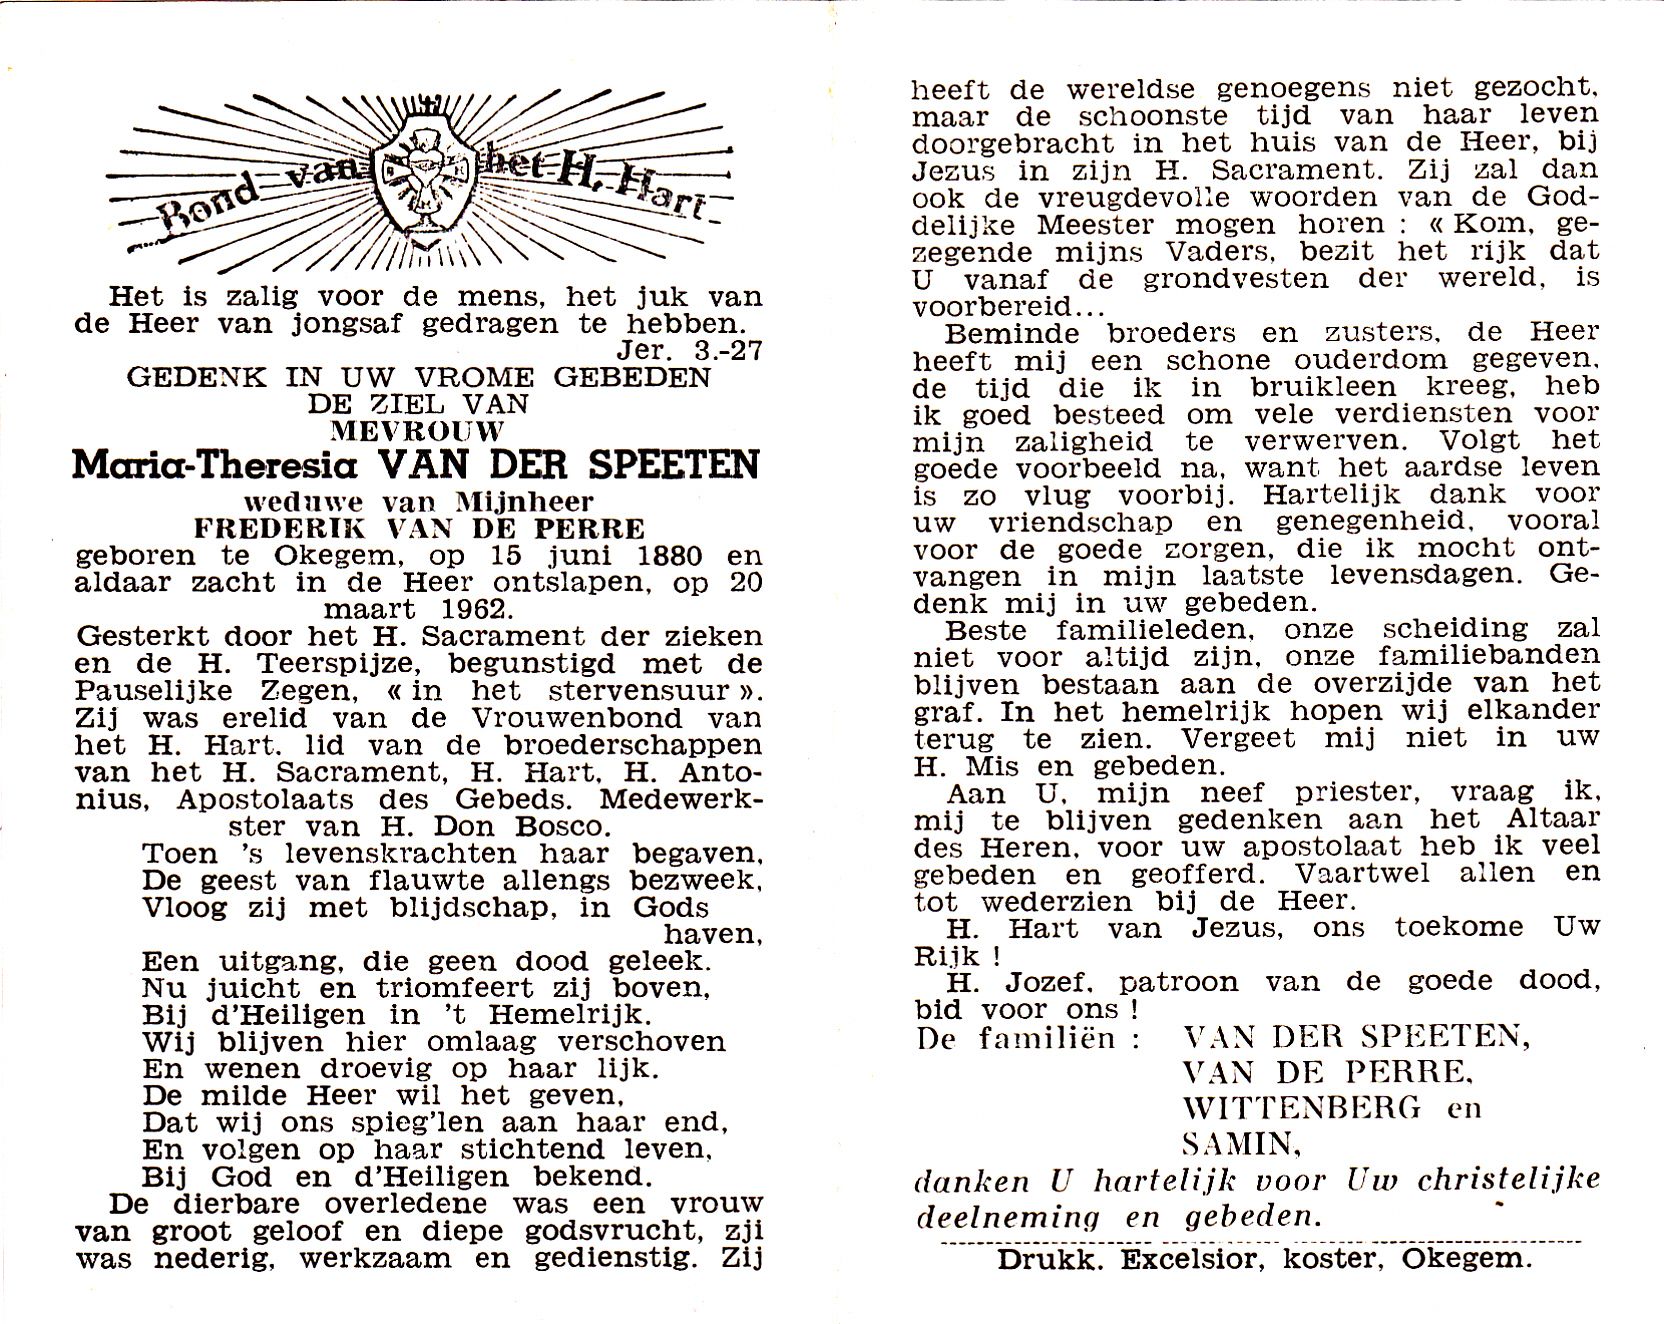 Bond van het H. Hart
Het is zalig voor de mens, het juk van
de Heer van jongsaf gedragen te hebben.
Jer. 3.-27
GEDENK IN UW VROME GEBEDEN
DE ZIEL VAN
MEVROUW
Maria-Theresia VAN DER SPEETEN
weduwe van Mijnheer
FREDERIK VAN DE PERRE
geboren te Okegem, op 15 juni 1880 en
aldaar zacht in de Heer ontslapen, op 20
maart 1962.
Gesterkt door het H. Sacrament der zieken
en de H. Teerspijze, begunstigd met de
Pauselijke Zegen, « in het stervensuur ».
Zij was erelid van de Vrouwenbond van
het H. Hart. lid van de broederschappen
van het H. Sacrament, H. Hart, H. Anto-
nius, Apostolaats des Gebeds. Medewerk-
ster van H. Don Bosco.
Toen 's levenskrachten haar begaven,
De geest van flauwte allengs bezweek,
Vloog zij met blijdschap, in Gods
haven,
Een uitgang, die geen dood geleek.
Nu juicht en triomfeert zij boven,
Bij d'Heiligen in 't Hemelrijk.
Wij blijven hier omlaag verschoven
En wenen droevig op haar lijk.
De milde Heer wil het geven,
Dat wij ons spieg'len aan haar end,
En volgen op haar stichtend leven,
Bij God en d'Heiligen bekend.
De dierbare overledene was een vrouw
van groot geloof en diepe godsvrucht, zji
was nederig, werkzaam en gedienstig. Zij
heeft de wereldse genoegens niet gezocht,
maar de schoonste tijd van haar leven
doorgebracht in het huis van de Heer, bij
Jezus in zijn H. Sacrament. Zij zal dan
ook de vreugdevolle woorden van de God-
delijke Meester mogen horen : « Kom, ge-
zegende mijns Vaders, bezit het rijk dat
U vanaf de grondvesten der wereld, is
voorbereid...
Beminde broeders en zusters, de Heer
heeft mij een schone ouderdom gegeven,
de tijd die ik in bruikleen kreeg, heb
ik goed besteed om vele verdiensten voor
mijn zaligheid te verwerven. Volgt het
goede voorbeeld na, want het aardse leven
is zo vlug voorbij. Hartelijk dank voor
uw vriendschap en genegenheid, vooral
voor de goede zorgen, die ik mocht ont-
vangen in mijn laatste levensdagen. Ge-
denk mij in uw gebeden.
Beste familieleden, onze scheiding zal
niet voor altijd zijn, onze familiebanden
blijven bestaan aan de overzijde van het
graf. In het hemelrijk hopen wij elkander
terug te zien. Vergeet mij niet in uw
H. Mis en gebeden.
Aan U, mijn neef priester, vraag ik,
mij te blijven gedenken aan het Altaar
des Heren, voor uw apostolaat heb ik veel
gebeden en geofferd. Vaartwel allen en
tot wederzien bij de Heer.
H. Hart van Jezus, ons toekome Uw
Rijk !
H. Jozef, patroon van de goede dood,
bid voor ons !
De familiën : VAN DER SPEETEN,
VAN DE PERRE,
WITTENBERG en
SAMIN,
danken U hartelijk voor Uw christelijke
deelneming en gebeden.
Drukk. Excelsior, koster, Okegem.